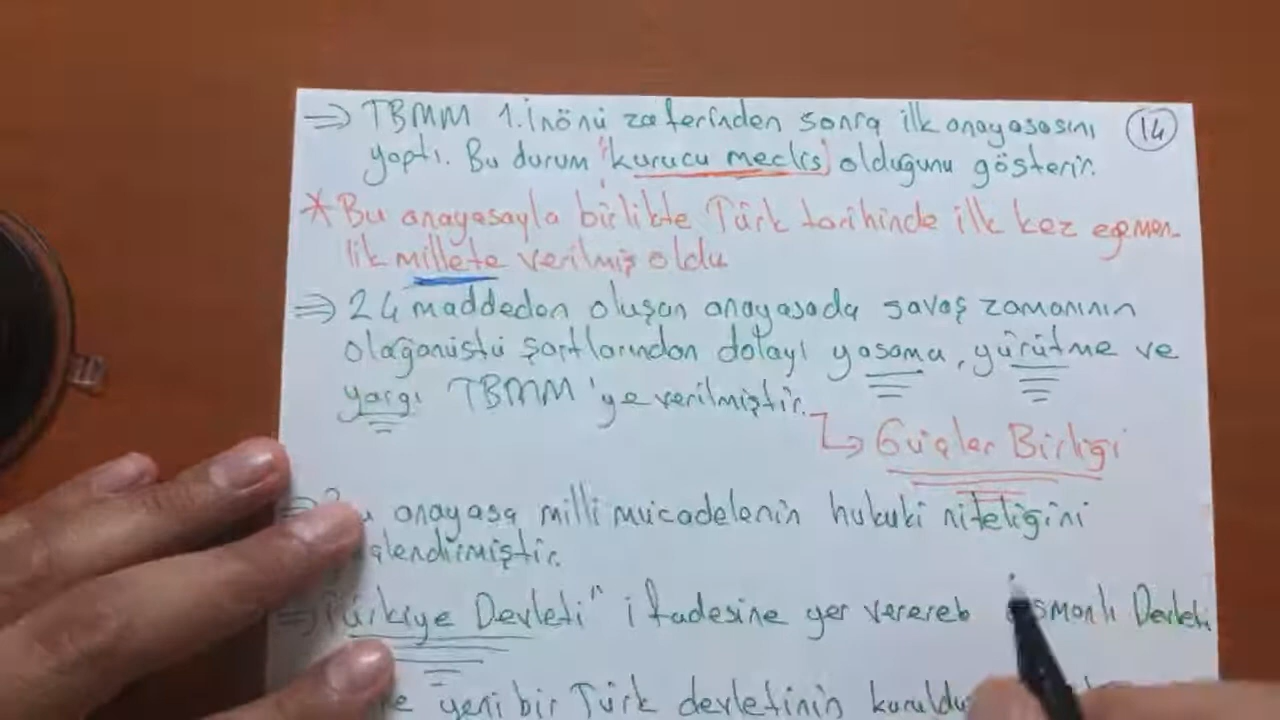 ⇒ TBMM 1. İnönü zaferinden sonra ilk anayasasını
14
yaptı. Bu durum "kurucu meclis" olduğunu gösterir.
* Bu anayasayla birlikte Türk tarihinde ilk kez egemen-
lik millete verilmiş oldu
⇒ 24 maddeden oluşan anayasada savaş zamanının
olağanüstü şartlarından dolayı yasama, yürütme ve
yargı TBMM'ye verilmiştir.
↳ Güçler Birliği
anayasa milli mücadelenin hukuki niteliğini
⇒ Türkiye Devleti" ifadesine yer vererek Osmanlı Devleti
yeni bir Türk devletinin